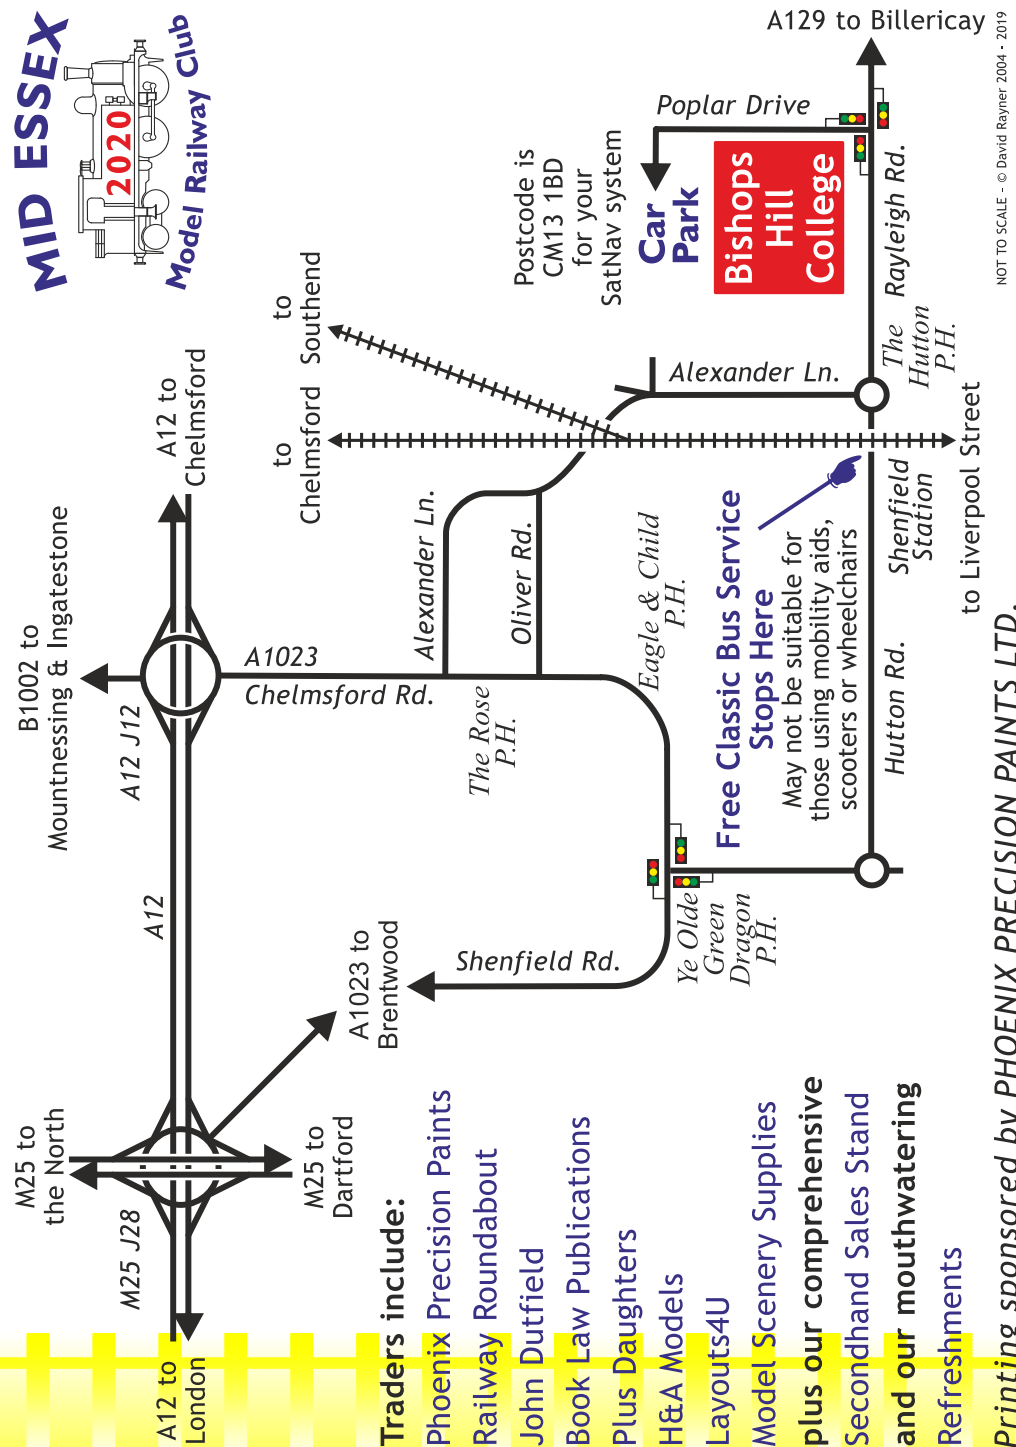 MID ESSEX
2020
Model Railway Club
M25 to
the North
B1002 to
Mountnessing & Ingatestone
A12 to
Chelmsford
M25 J28
A12
A12 J12
A12 to
London
M25 to
Dartford
A1023 to
Brentwood
A1023
Chelmsford Rd.
to
Chelmsford
to
Southend
Alexander Ln.
Oliver Rd.
The Rose
P.H.
Shenfield Rd.
Eagle & Child
P.H.
Ye Olde
Green
Dragon
P.H.
Alexander Ln.
Postcode is
CM13 1BD
for your
SatNav system
Car
Park
Poplar Drive
Bishops
Hill
College
A129 to Billericay
Free Classic Bus Service
Stops Here
May not be suitable for
those using mobility aids,
scooters or wheelchairs
Hutton Rd.
Shenfield
Station
to Liverpool Street
The
Hutton
P.H.
Rayleigh Rd.
NOT TO SCALE - © David Rayner 2004 - 2019
Traders include:
Phoenix Precision Paints
Railway Roundabout
John Dutfield
Book Law Publications
Plus Daughters
H&A Models
Layouts4U
Model Scenery Supplies
plus our comprehensive
Secondhand Sales Stand
and our mouthwatering
Refreshments
Printing sponsored by PHOENIX PRECISION PAINTS LTD.